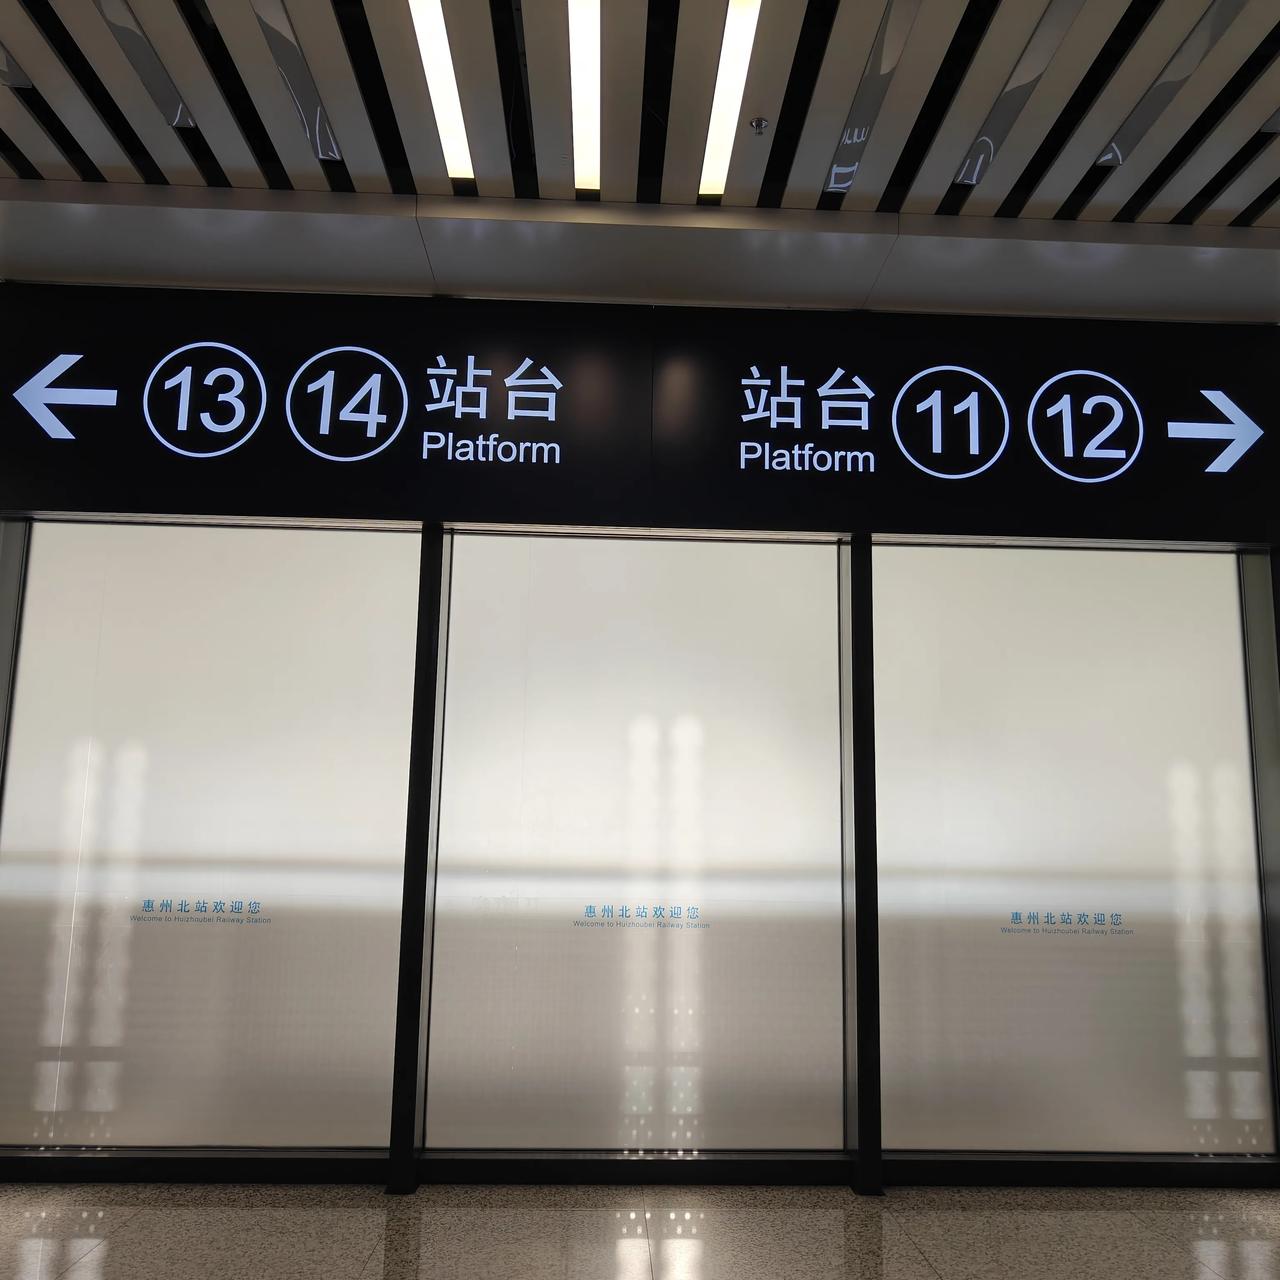 ← 13 14 站台
Platform
站台 11 12 →
Platform
惠州北站欢迎您
Welcome to Huizhoubei Railway Station
惠州北站欢迎您
Welcome to Huizhoubei Railway Station
惠州北站欢迎您
Welcome to Huizhoubei Railway Station